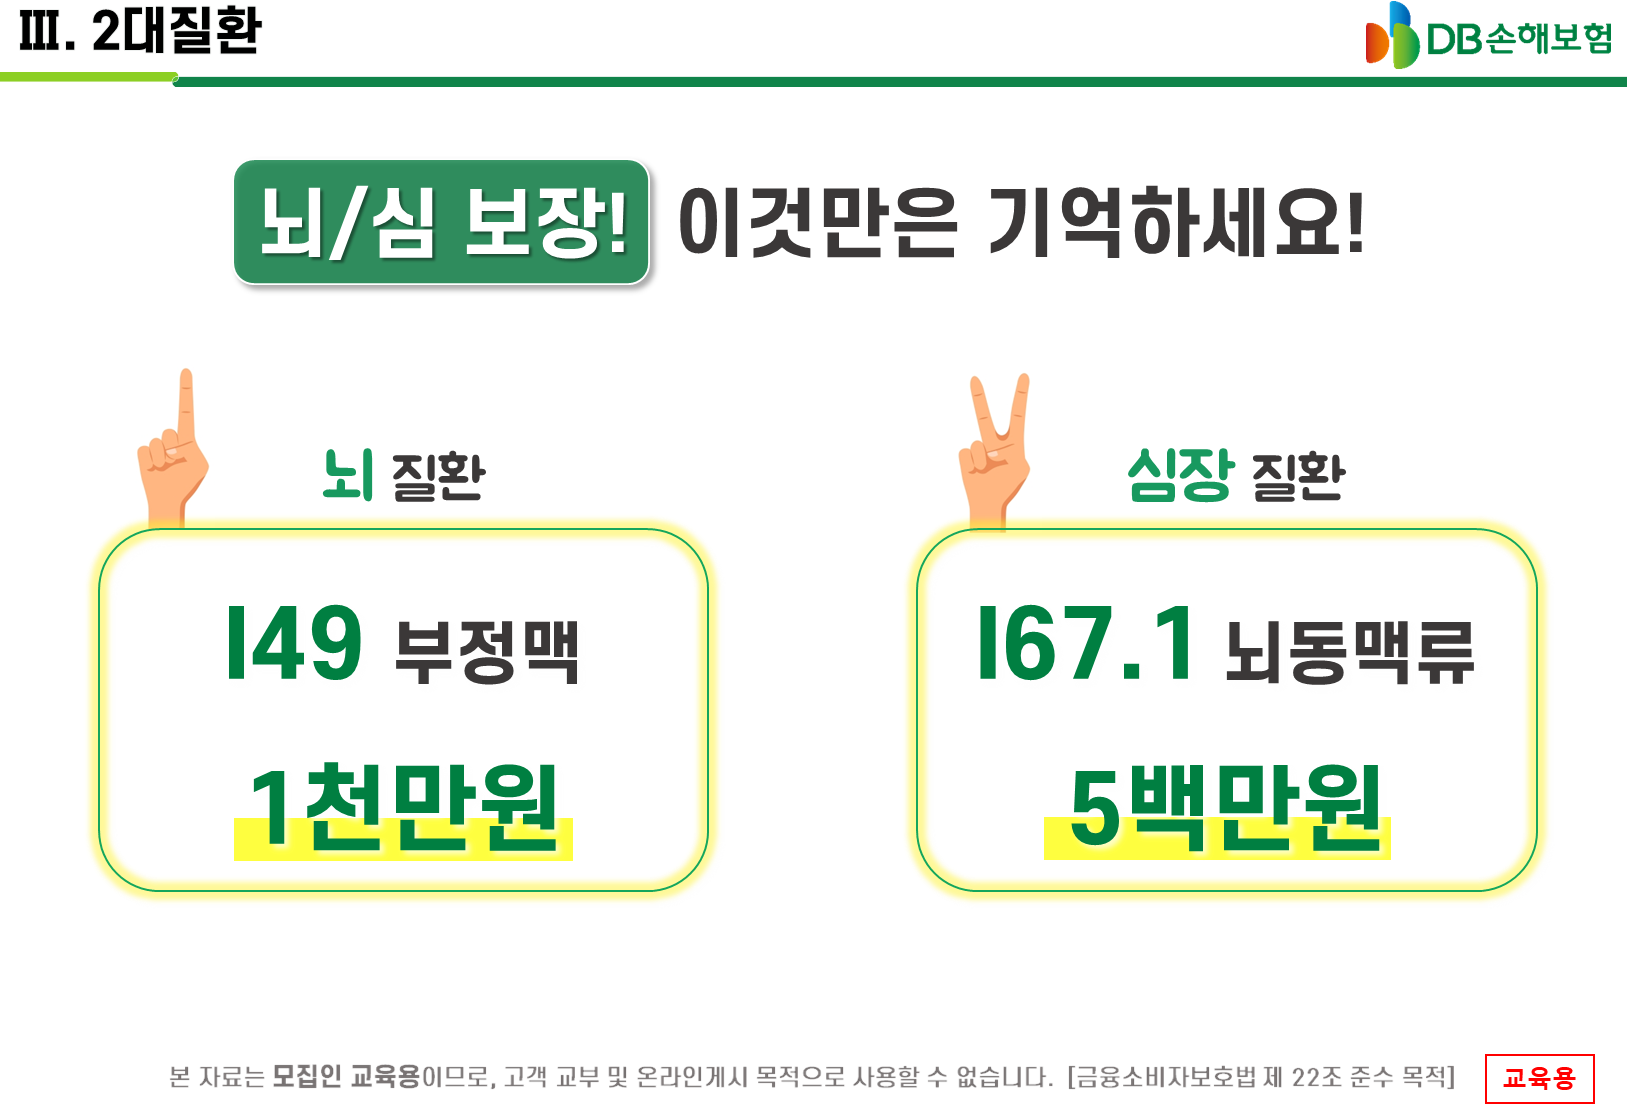 Ⅲ. 2대질환
DB손해보험
뇌/심 보장! 이것만은 기억하세요!
뇌 질환
I49 부정맥
1천만원
심장 질환
I67.1 뇌동맥류
5백만원
본 자료는 모집인 교육용이므로, 고객 교부 및 온라인게시 목적으로 사용할 수 없습니다. [금융소비자보호법 제 22조 준수 목적]
교육용